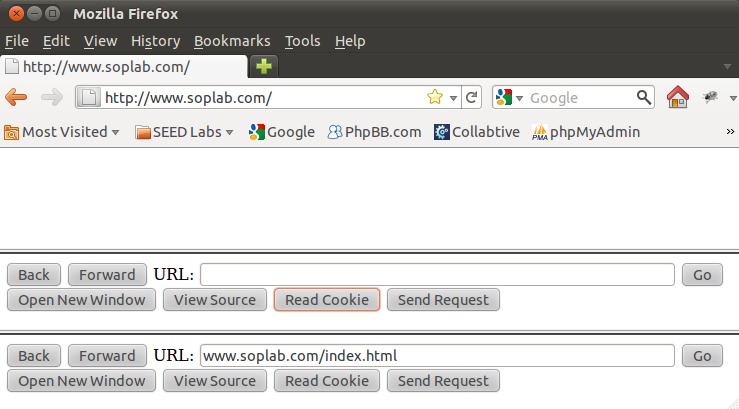 Mozilla Firefox
File Edit View History Bookmarks Tools Help
http://www.soplab.com/
http://www.soplab.com/ Google
Most Visited SEED Labs Google PhpBB.com Collabtive PMA phpMyAdmin »
Back Forward URL: Go
Open New Window View Source Read Cookie Send Request
Back Forward URL: www.soplab.com/index.html Go
Open New Window View Source Read Cookie Send Request